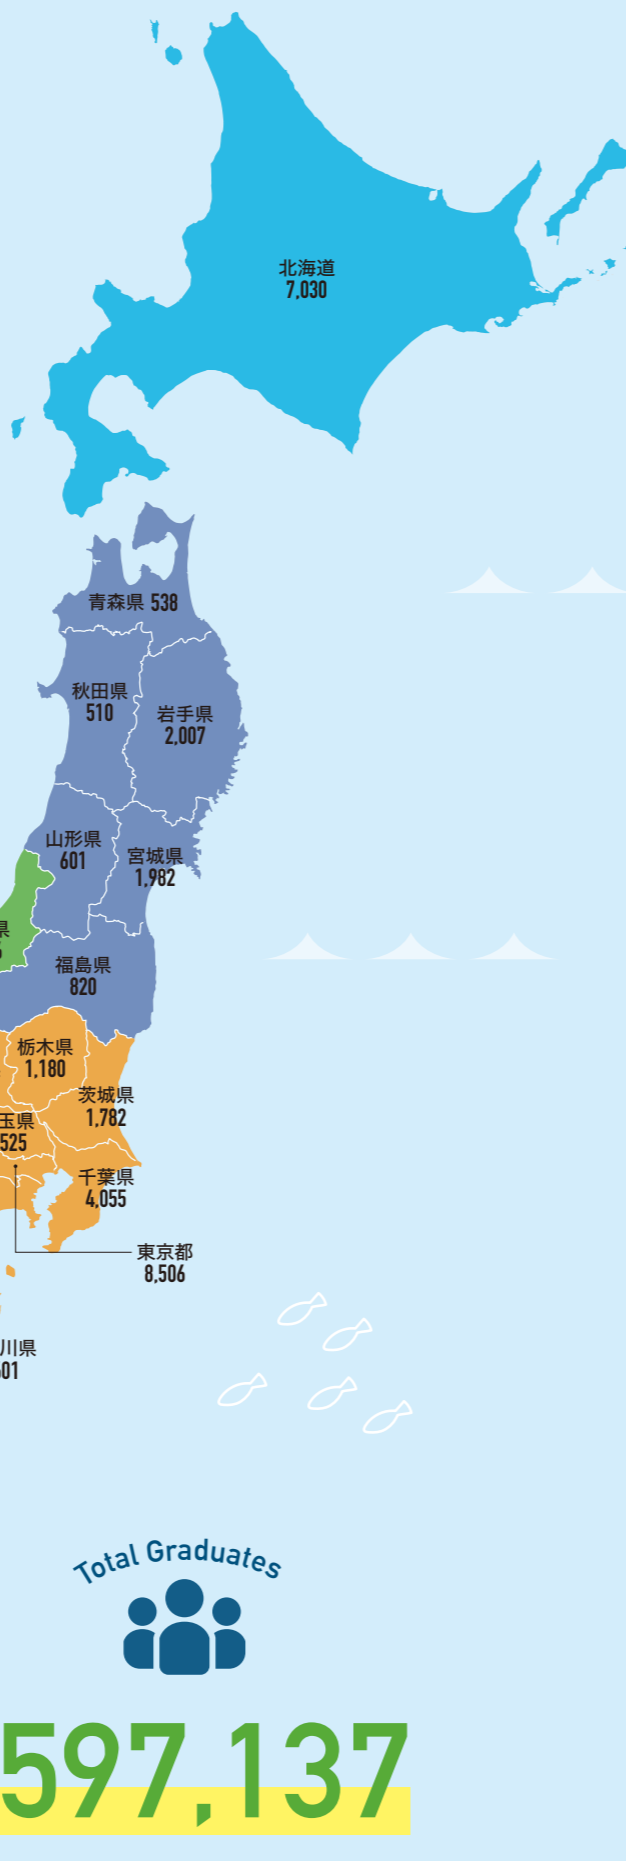 北海道
7,030
青森県 538
秋田県
510
岩手県
2,007
山形県
601
宮城県
1,982
県
福島県
820
栃木県
1,180
茨城県
1,782
玉県
525
千葉県
4,055
東京都
8,506
川県
01
Total Graduates
597,137